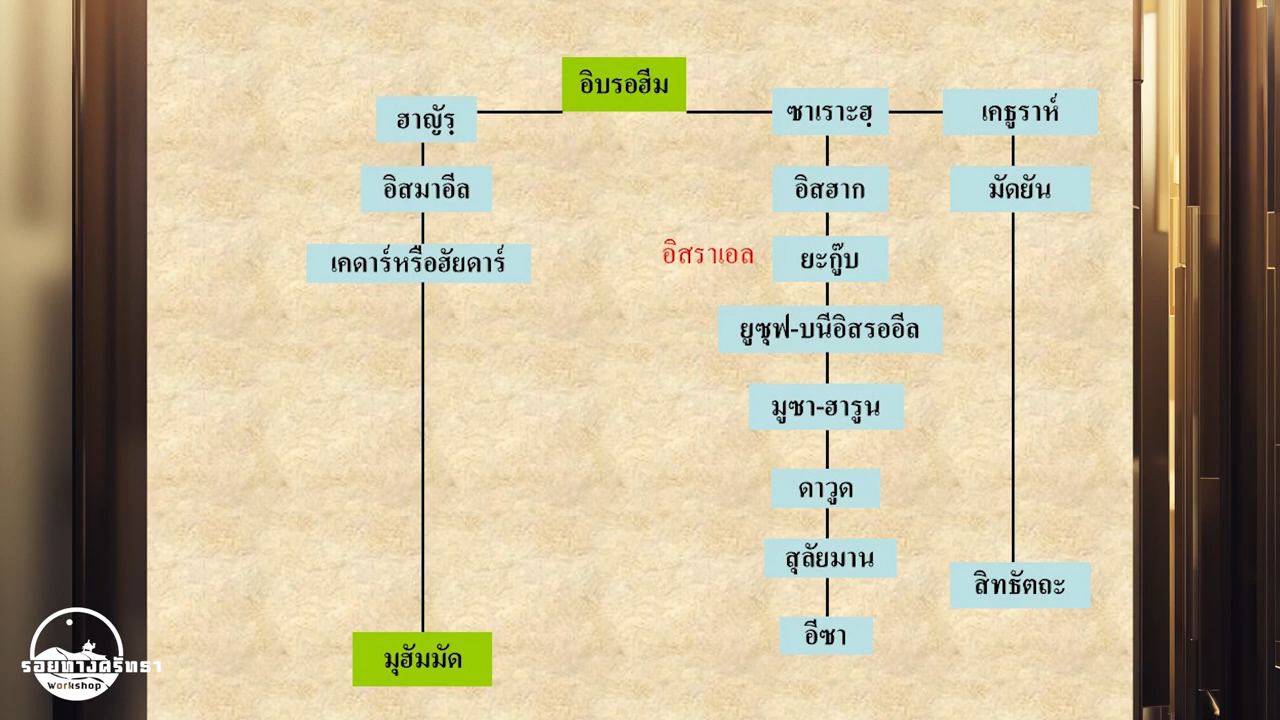 อิบรอฮีม
ฮาญัรฺ
ซาเราะฮฺ
เคธูราห์
อิสมาอีล
อิสฮาก
มัดยัน
เคดาร์หรือฮัยดาร์
อิสราเอล
ยะกู๊บ
ยูซุฟ-บนีอิสรออีล
มูซา-ฮารูน
ดาวูด
สุลัยมาน
สิทธัตถะ
อีซา
มุฮัมมัด
รอยทางศรัทธา
Workshop